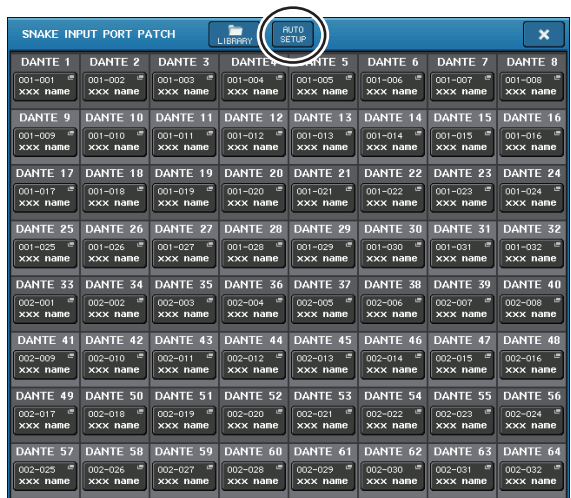 SNAKE INPUT PORT PATCH LIBRARY AUTO SETUP
DANTE 1 DANTE 2 DANTE 3 DANTE 4 DANTE 5 DANTE 6 DANTE 7 DANTE 8
001-001 001-002 001-003 001-004 001-005 001-006 001-007 001-008
xxx name xxx name xxx name xxx name xxx name xxx name xxx name xxx name
DANTE 9 DANTE 10 DANTE 11 DANTE 12 DANTE 13 DANTE 14 DANTE 15 DANTE 16
001-009 001-010 001-011 001-012 001-013 001-014 001-015 001-016
xxx name xxx name xxx name xxx name xxx name xxx name xxx name xxx name
DANTE 17 DANTE 18 DANTE 19 DANTE 20 DANTE 21 DANTE 22 DANTE 23 DANTE 24
001-017 001-018 001-019 001-020 001-021 001-022 001-023 001-024
xxx name xxx name xxx name xxx name xxx name xxx name xxx name xxx name
DANTE 25 DANTE 26 DANTE 27 DANTE 28 DANTE 29 DANTE 30 DANTE 31 DANTE 32
001-025 001-026 001-027 001-028 001-029 001-030 001-031 001-032
xxx name xxx name xxx name xxx name xxx name xxx name xxx name xxx name
DANTE 33 DANTE 34 DANTE 35 DANTE 36 DANTE 37 DANTE 38 DANTE 39 DANTE 40
002-001 002-002 002-003 002-004 002-005 002-006 002-007 002-008
xxx name xxx name xxx name xxx name xxx name xxx name xxx name xxx name
DANTE 41 DANTE 42 DANTE 43 DANTE 44 DANTE 45 DANTE 46 DANTE 47 DANTE 48
002-009 002-010 002-011 002-012 002-013 002-014 002-015 002-016
xxx name xxx name xxx name xxx name xxx name xxx name xxx name xxx name
DANTE 49 DANTE 50 DANTE 51 DANTE 52 DANTE 53 DANTE 54 DANTE 55 DANTE 56
002-017 002-018 002-019 002-020 002-021 002-022 002-023 002-024
xxx name xxx name xxx name xxx name xxx name xxx name xxx name xxx name
DANTE 57 DANTE 58 DANTE 59 DANTE 60 DANTE 61 DANTE 62 DANTE 63 DANTE 64
002-025 002-026 002-027 002-028 002-029 002-030 002-031 002-032
xxx name xxx name xxx name xxx name xxx name xxx name xxx name xxx name